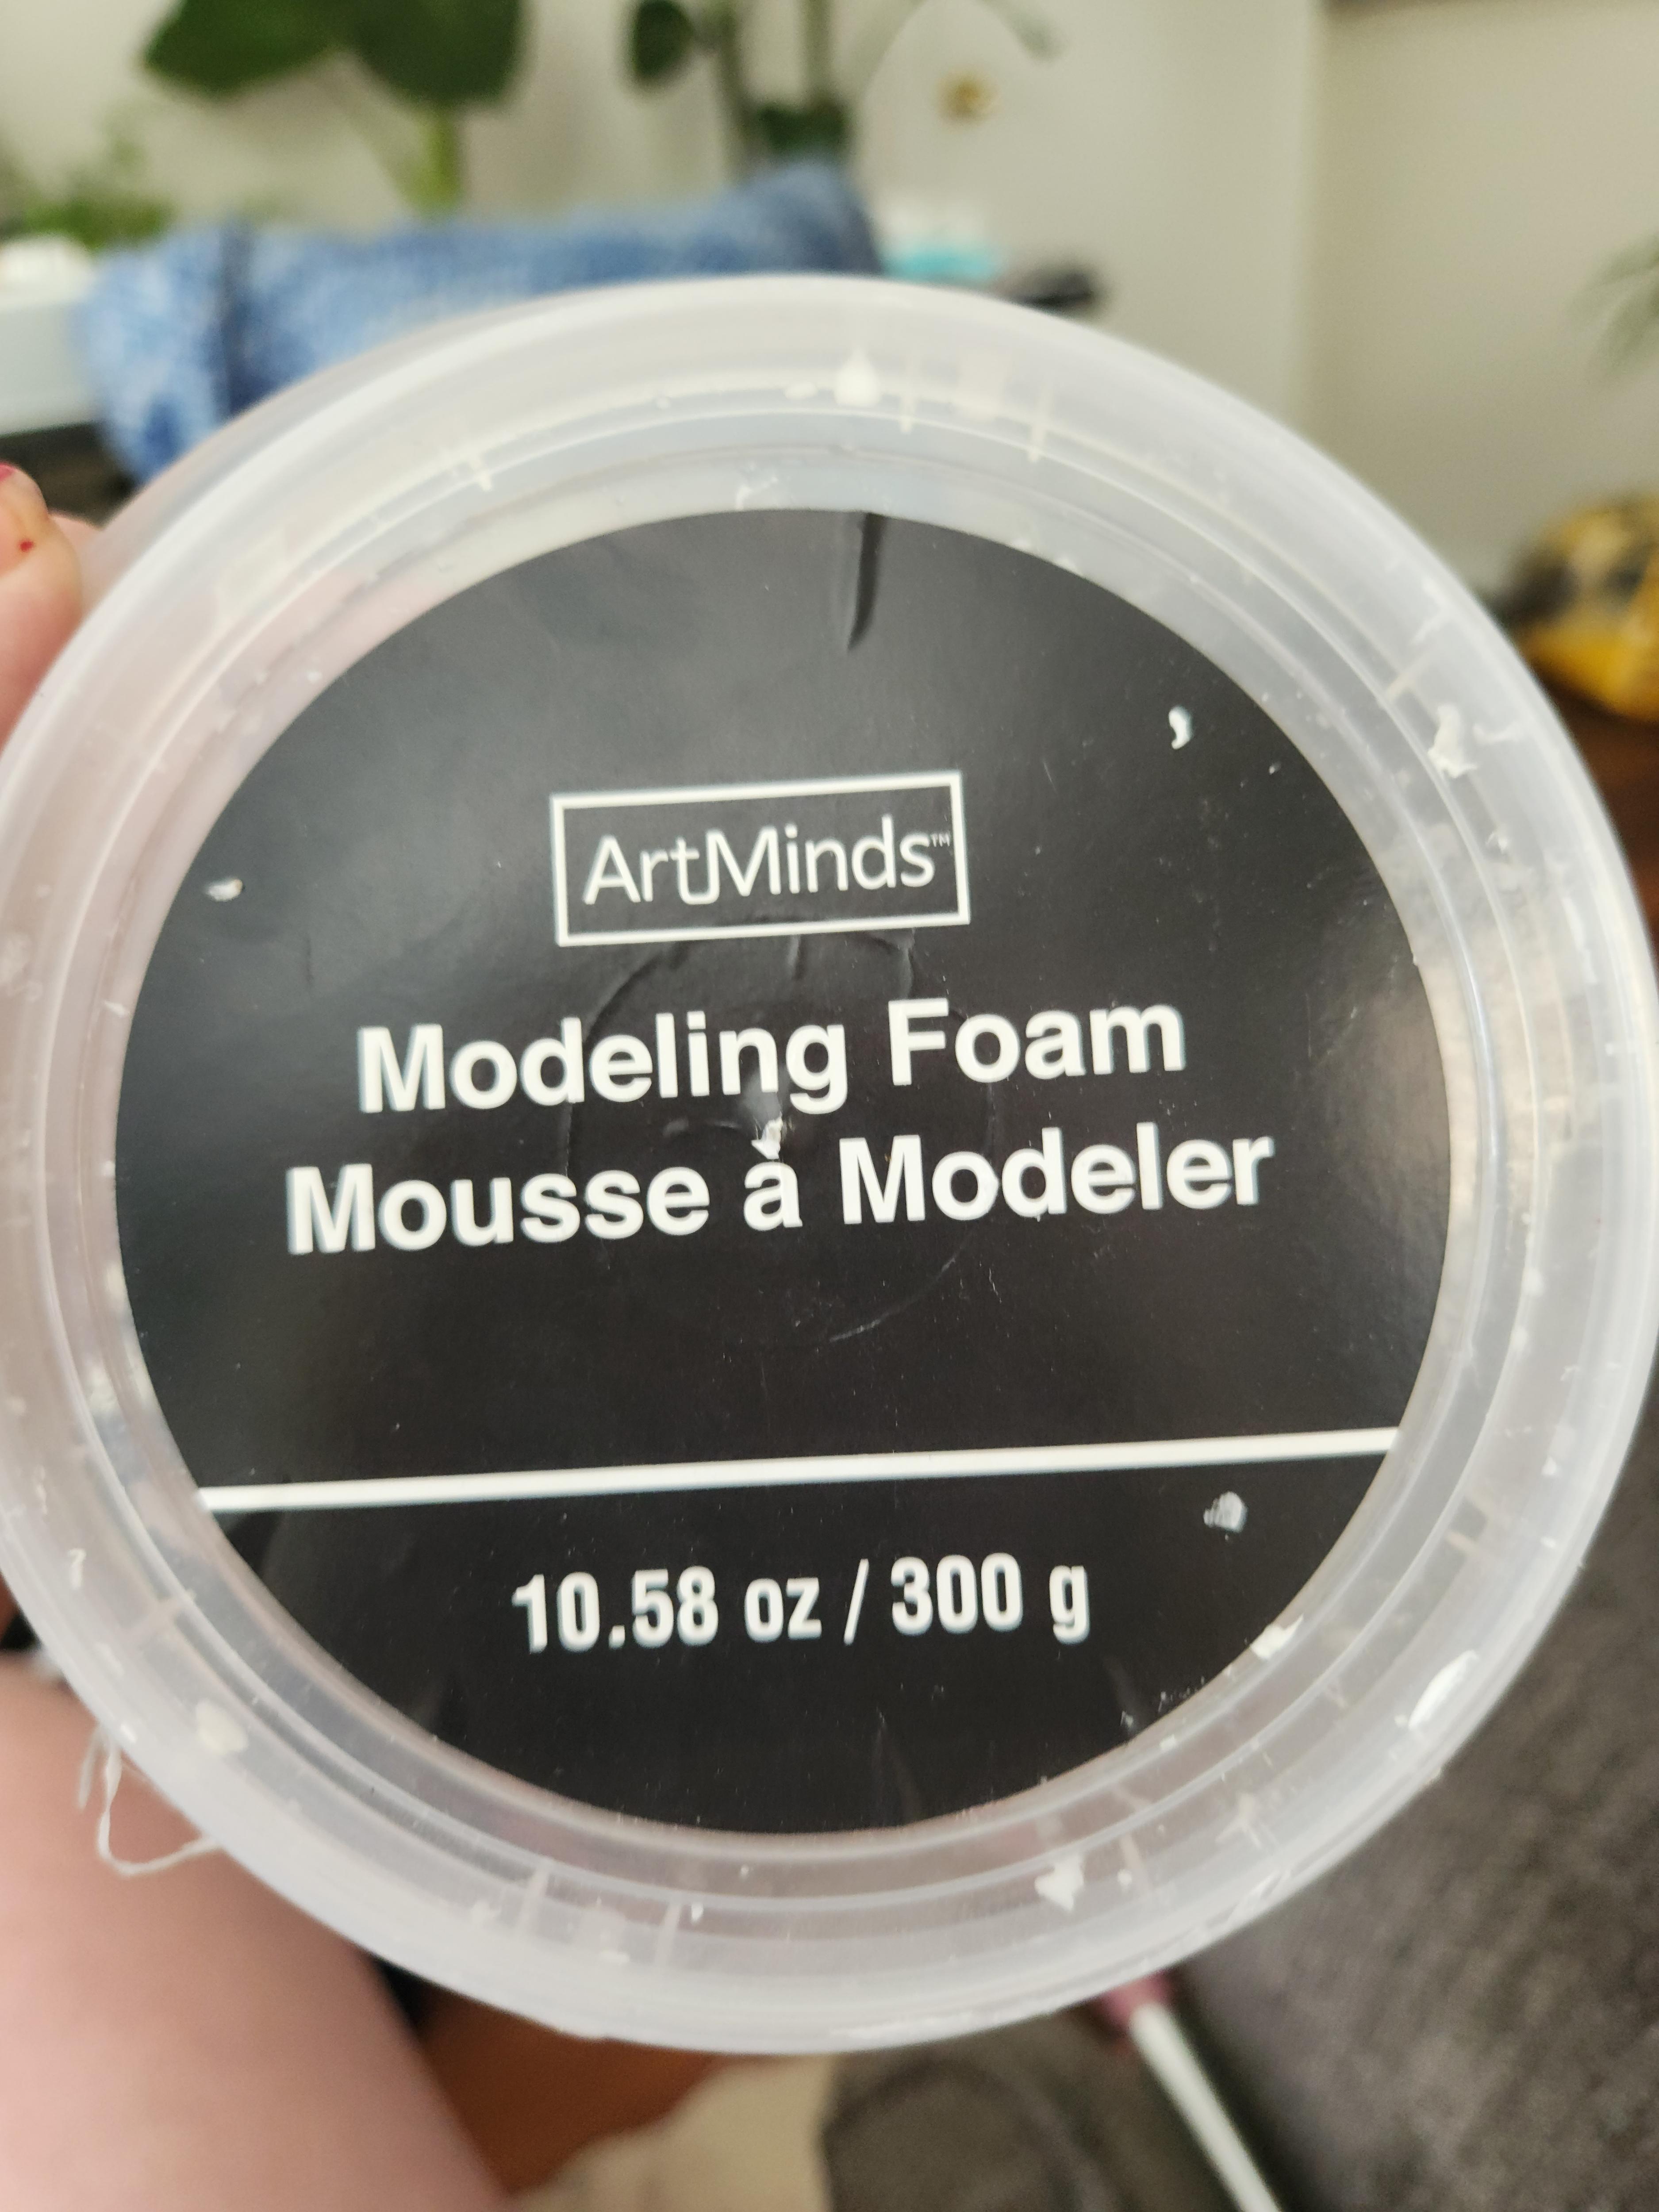 ArtMinds™
Modeling Foam
Mousse à Modeler
10.58 oz / 300 g